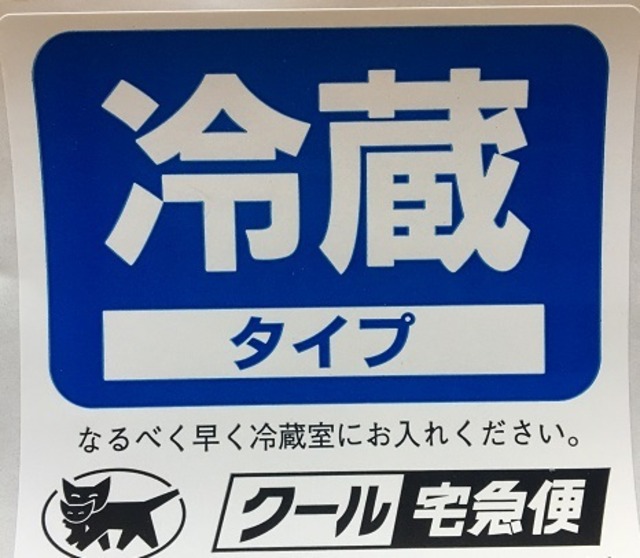 冷蔵
タイプ
なるべく早く冷蔵室にお入れください。
クール宅急便